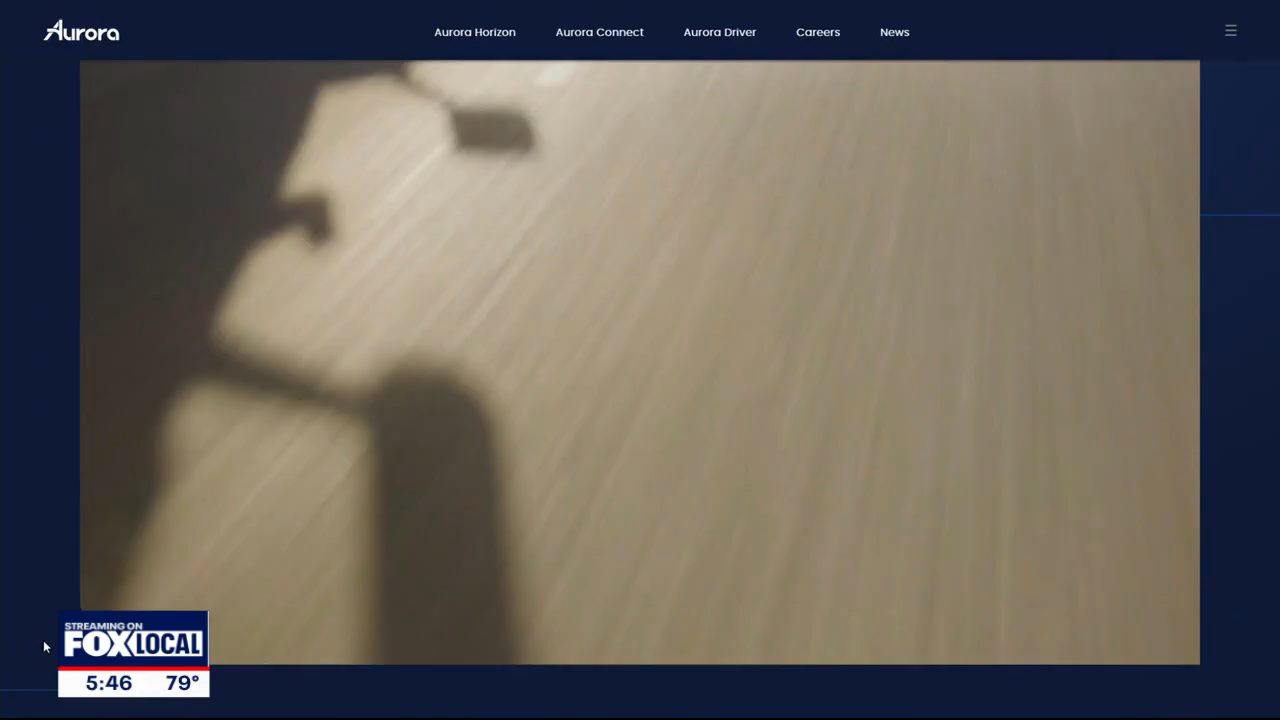 Aurora
Aurora Horizon
Aurora Connect
Aurora Driver
Careers
News
STREAMING ON
FOX LOCAL
5:46 79°